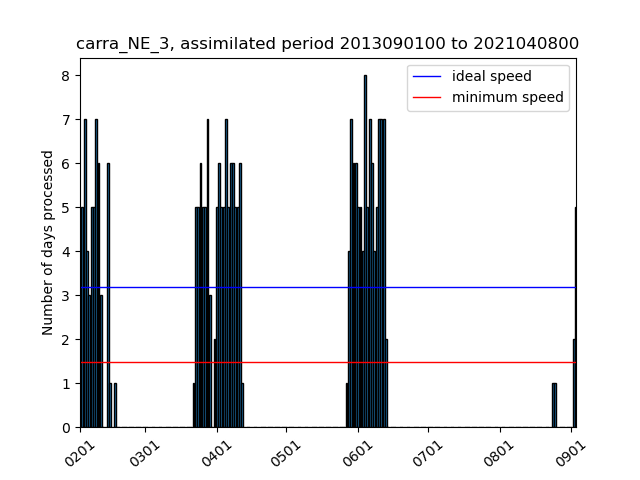 carra_NE_3, assimilated period 2013090100 to 2021040800
ideal speed
minimum speed
Number of days processed
8
7
6
5
4
3
2
1
0
0201 0301 0401 0501 0601 0701 0801 0901